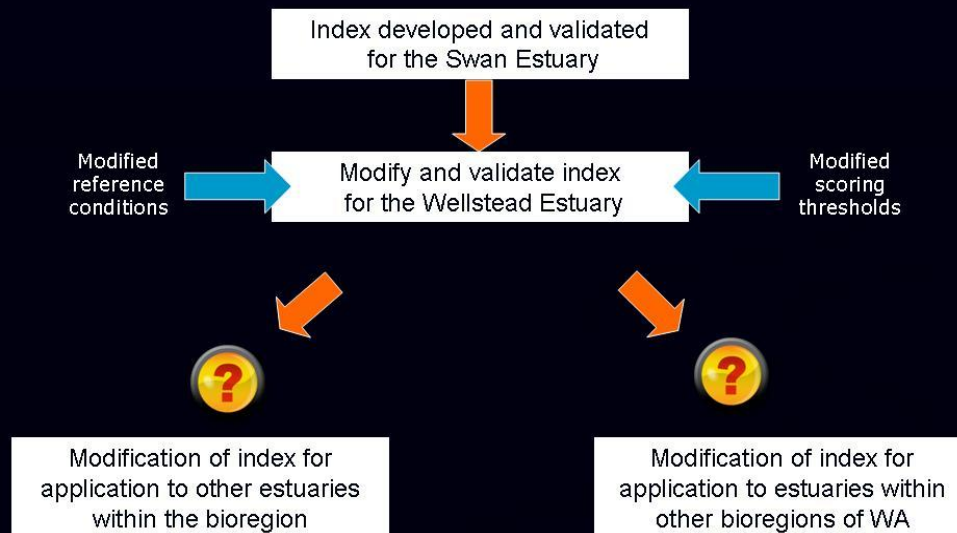 Index developed and validated
for the Swan Estuary
Modified
reference
conditions
Modify and validate index
for the Wellstead Estuary
Modified
scoring
thresholds
?
?
Modification of index for
application to other estuaries
within the bioregion
Modification of index for
application to estuaries within
other bioregions of WA